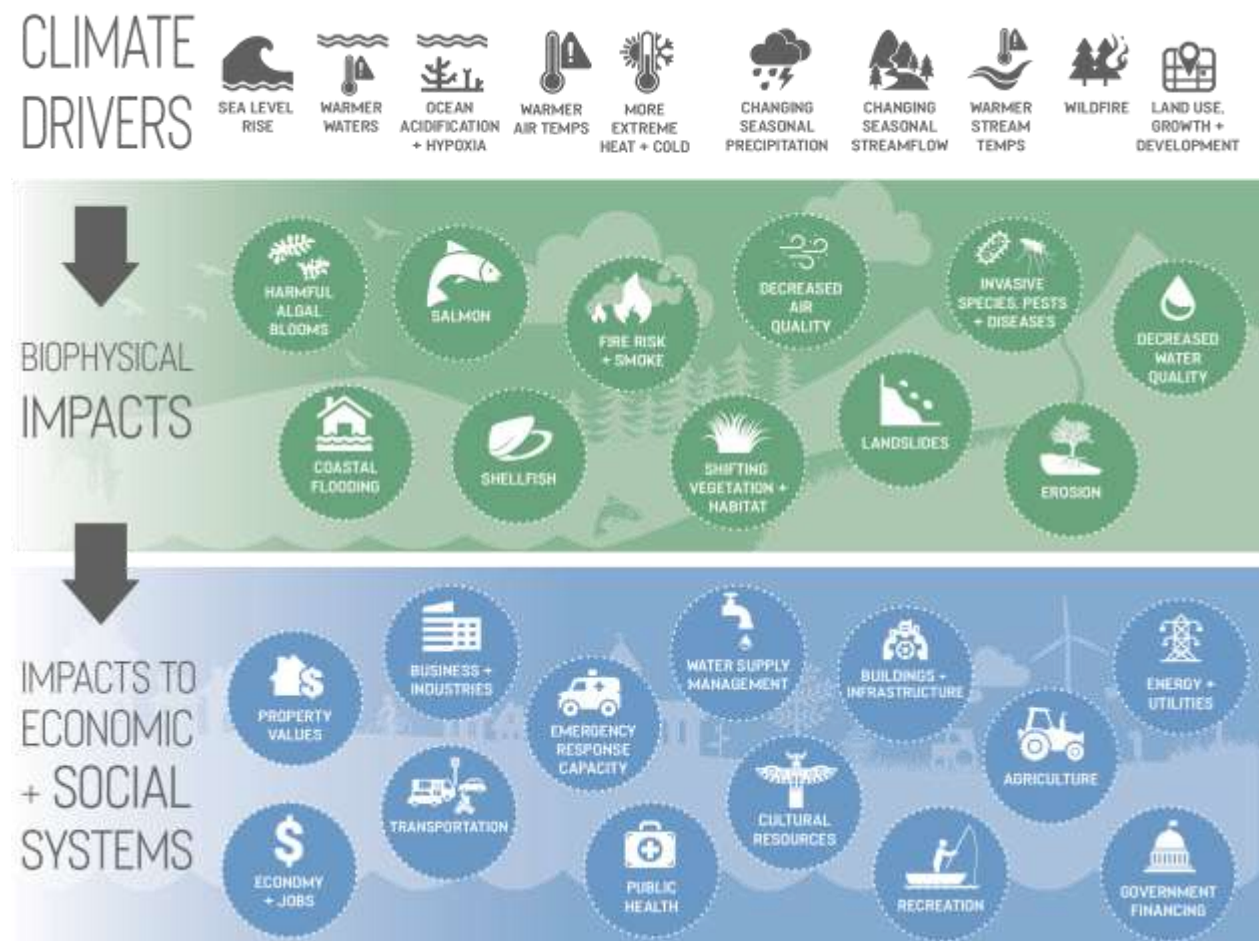 CLIMATE
DRIVERS
SEA LEVEL
RISE
WARMER
WATERS
OCEAN
ACIDIFICATION
+ HYPOXIA
WARMER
AIR TEMPS
MORE
EXTREME
HEAT + COLD
CHANGING
SEASONAL
PRECIPITATION
CHANGING
SEASONAL
STREAMFLOW
WARMER
STREAM
TEMPS
WILDFIRE
LAND USE,
GROWTH +
DEVELOPMENT
BIOPHYSICAL
IMPACTS
HARMFUL
ALGAL
BLOOMS
SALMON
FIRE RISK
+ SMOKE
DECREASED
AIR
QUALITY
INVASIVE
SPECIES, PESTS
+ DISEASES
DECREASED
WATER
QUALITY
COASTAL
FLOODING
SHELLFISH
SHIFTING
VEGETATION +
HABITAT
LANDSLIDES
EROSION
IMPACTS TO
ECONOMIC
+ SOCIAL
SYSTEMS
PROPERTY
VALUES
BUSINESS +
INDUSTRIES
EMERGENCY
RESPONSE
CAPACITY
WATER SUPPLY
MANAGEMENT
BUILDINGS +
INFRASTRUCTURE
ENERGY +
UTILITIES
AGRICULTURE
TRANSPORTATION
CULTURAL
RESOURCES
ECONOMY
+ JOBS
PUBLIC
HEALTH
RECREATION
GOVERNMENT
FINANCING